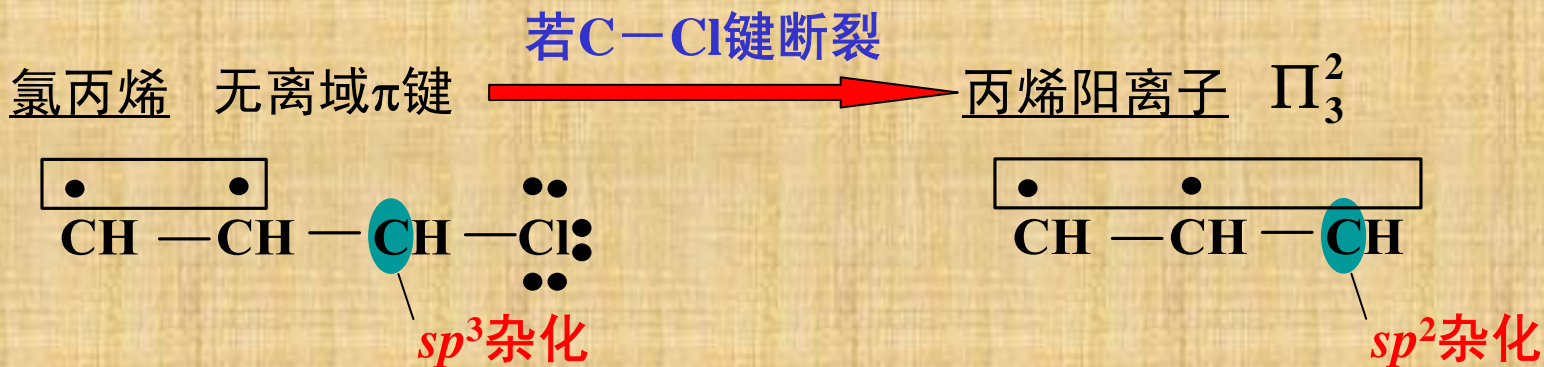 若C－Cl键断裂
氯丙烯 无离域π键 丙烯阳离子 Π₃²
CH — CH — CH — Cl CH — CH — CH
sp³杂化 sp²杂化